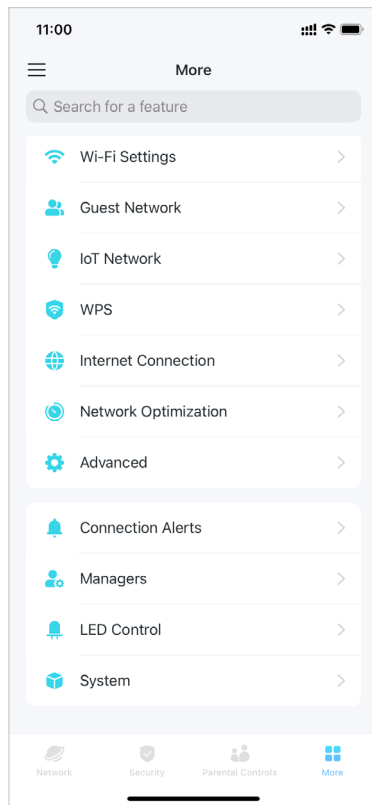 11:00
More
Search for a feature
Wi-Fi Settings
Guest Network
IoT Network
WPS
Internet Connection
Network Optimization
Advanced
Connection Alerts
Managers
LED Control
System
Network Security Parental Controls More